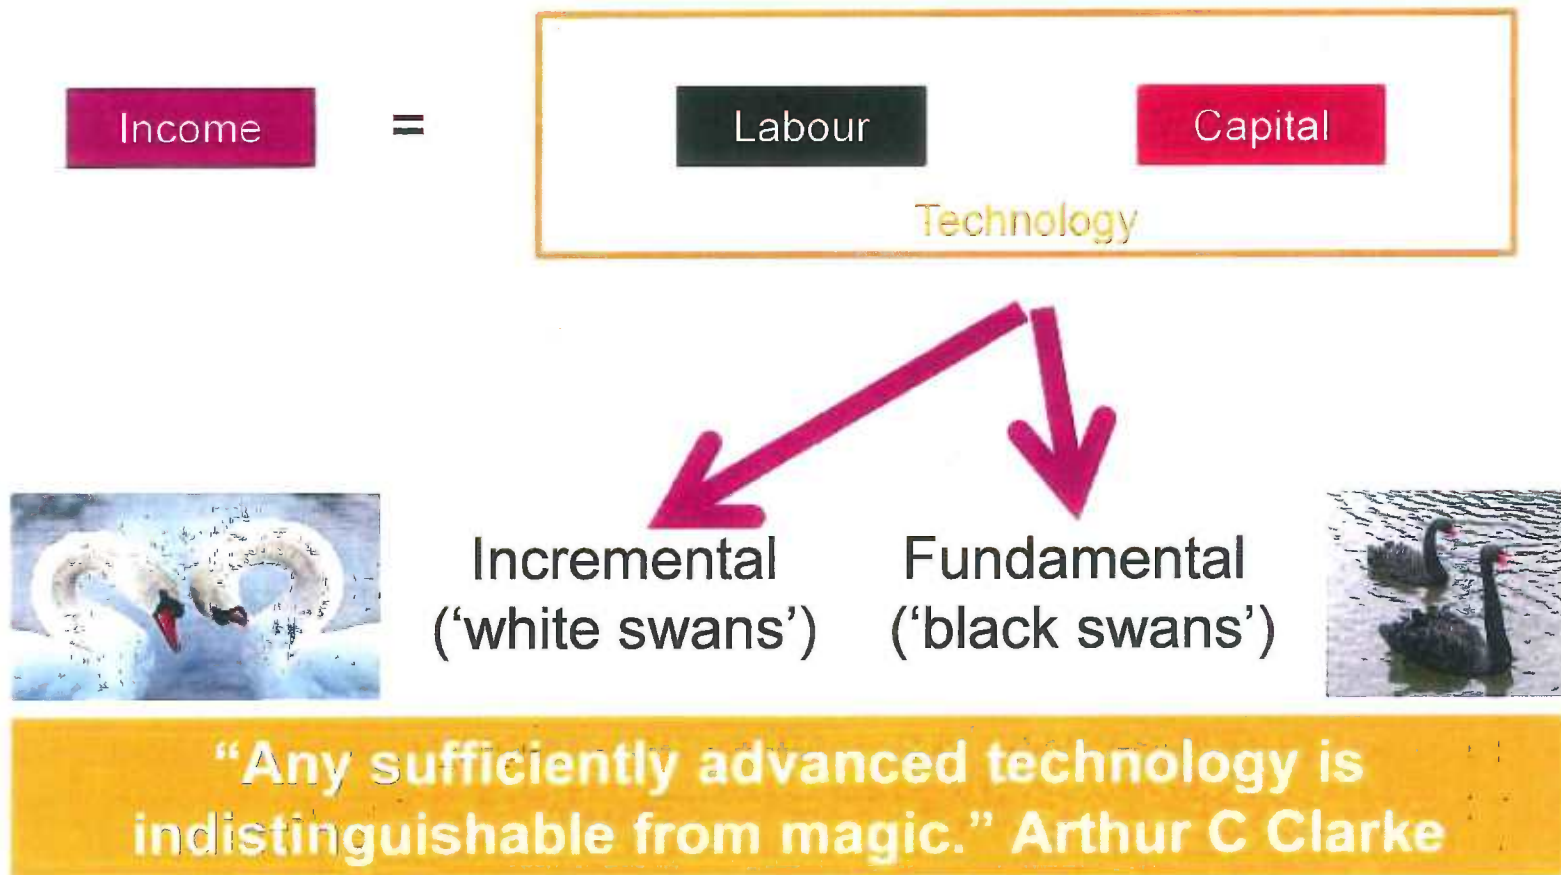 Income = Labour Capital
Technology
Incremental Fundamental
(‘white swans’) (‘black swans’)
“Any sufficiently advanced technology is
indistinguishable from magic.” Arthur C Clarke